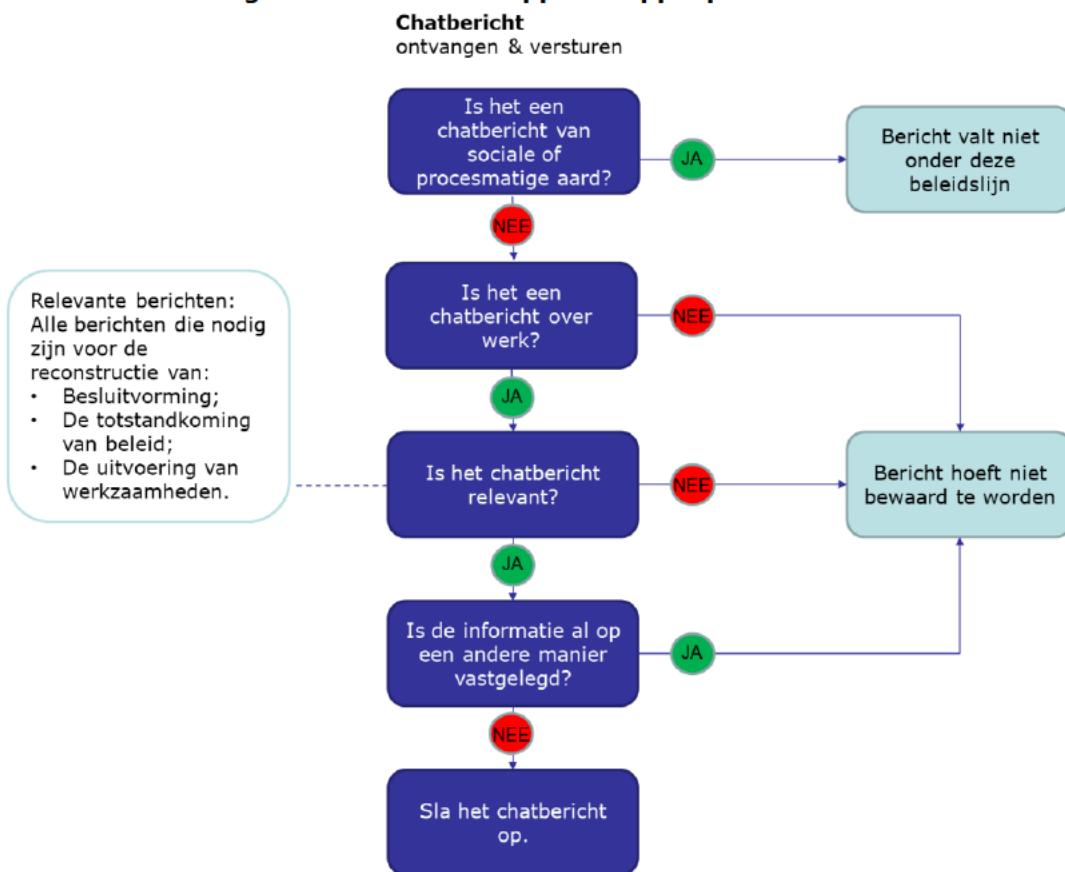 Chatbericht
ontvangen & versturen
Is het een
chatbericht van
sociale of
procesmatige aard?
JA
Bericht valt niet
onder deze
beleidslijn
NEE
Relevante berichten:
Alle berichten die nodig
zijn voor de
reconstructie van:
• Besluitvorming;
• De totstandkoming
van beleid;
• De uitvoering van
werkzaamheden.
Is het een
chatbericht over
werk?
NEE
JA
Is het chatbericht
relevant?
NEE
Bericht hoeft niet
bewaard te worden
JA
Is de informatie al op
een andere manier
vastgelegd?
JA
NEE
Sla het chatbericht
op.